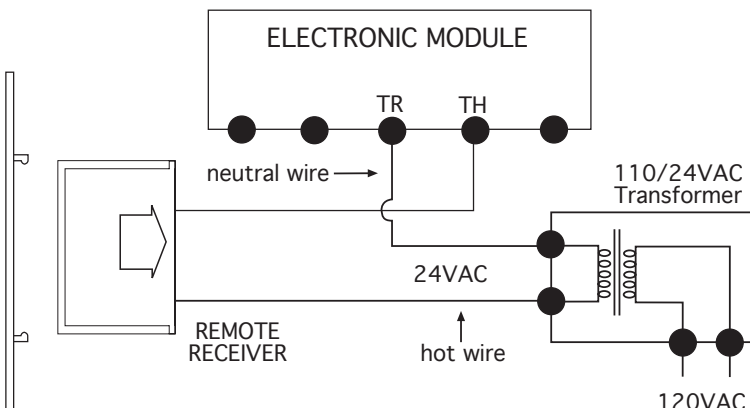 ELECTRONIC MODULE
TR TH
neutral wire
110/24VAC
Transformer
24VAC
REMOTE
RECEIVER
hot wire
120VAC